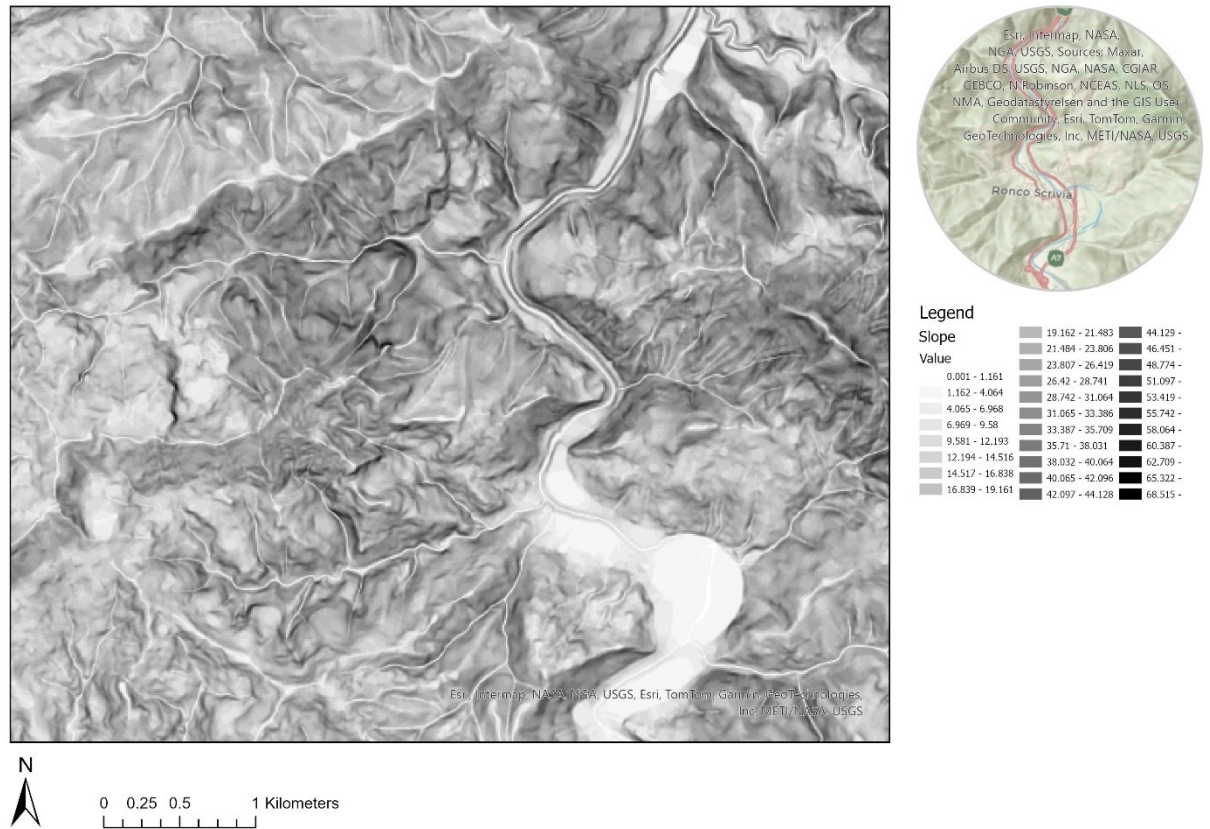 Esri, Intermap, NASA,
NGA, USGS, Sources: Maxar,
Airbus DS, USGS, NGA, NASA, CGIAR,
GEBCO, N Robinson, NCEAS, NLS, OS,
NMA, Geodatastyrelsen and the GIS User
Community, Esri, TomTom, Garmin,
GeoTechnologies, Inc, METI/NASA, USGS
Ronco Scrivia
A7
Legend
Slope
Value
0.001 - 1.161
1.162 - 4.064
4.065 - 6.968
6.969 - 9.58
9.581 - 12.193
12.194 - 14.516
14.517 - 16.838
16.839 - 19.161
19.162 - 21.483
21.484 - 23.806
23.807 - 26.419
26.42 - 28.741
28.742 - 31.064
31.065 - 33.386
33.387 - 35.709
35.71 - 38.031
38.032 - 40.064
40.065 - 42.096
42.097 - 44.128
44.129 -
46.451 -
48.774 -
51.097 -
53.419 -
55.742 -
58.064 -
60.387 -
62.709 -
65.322 -
68.515 -
Esri, Intermap, NASA, NGA, USGS, Esri, TomTom, Garmin, GeoTechnologies,
Inc, METI/NASA, USGS
N
0 0.25 0.5 1 Kilometers